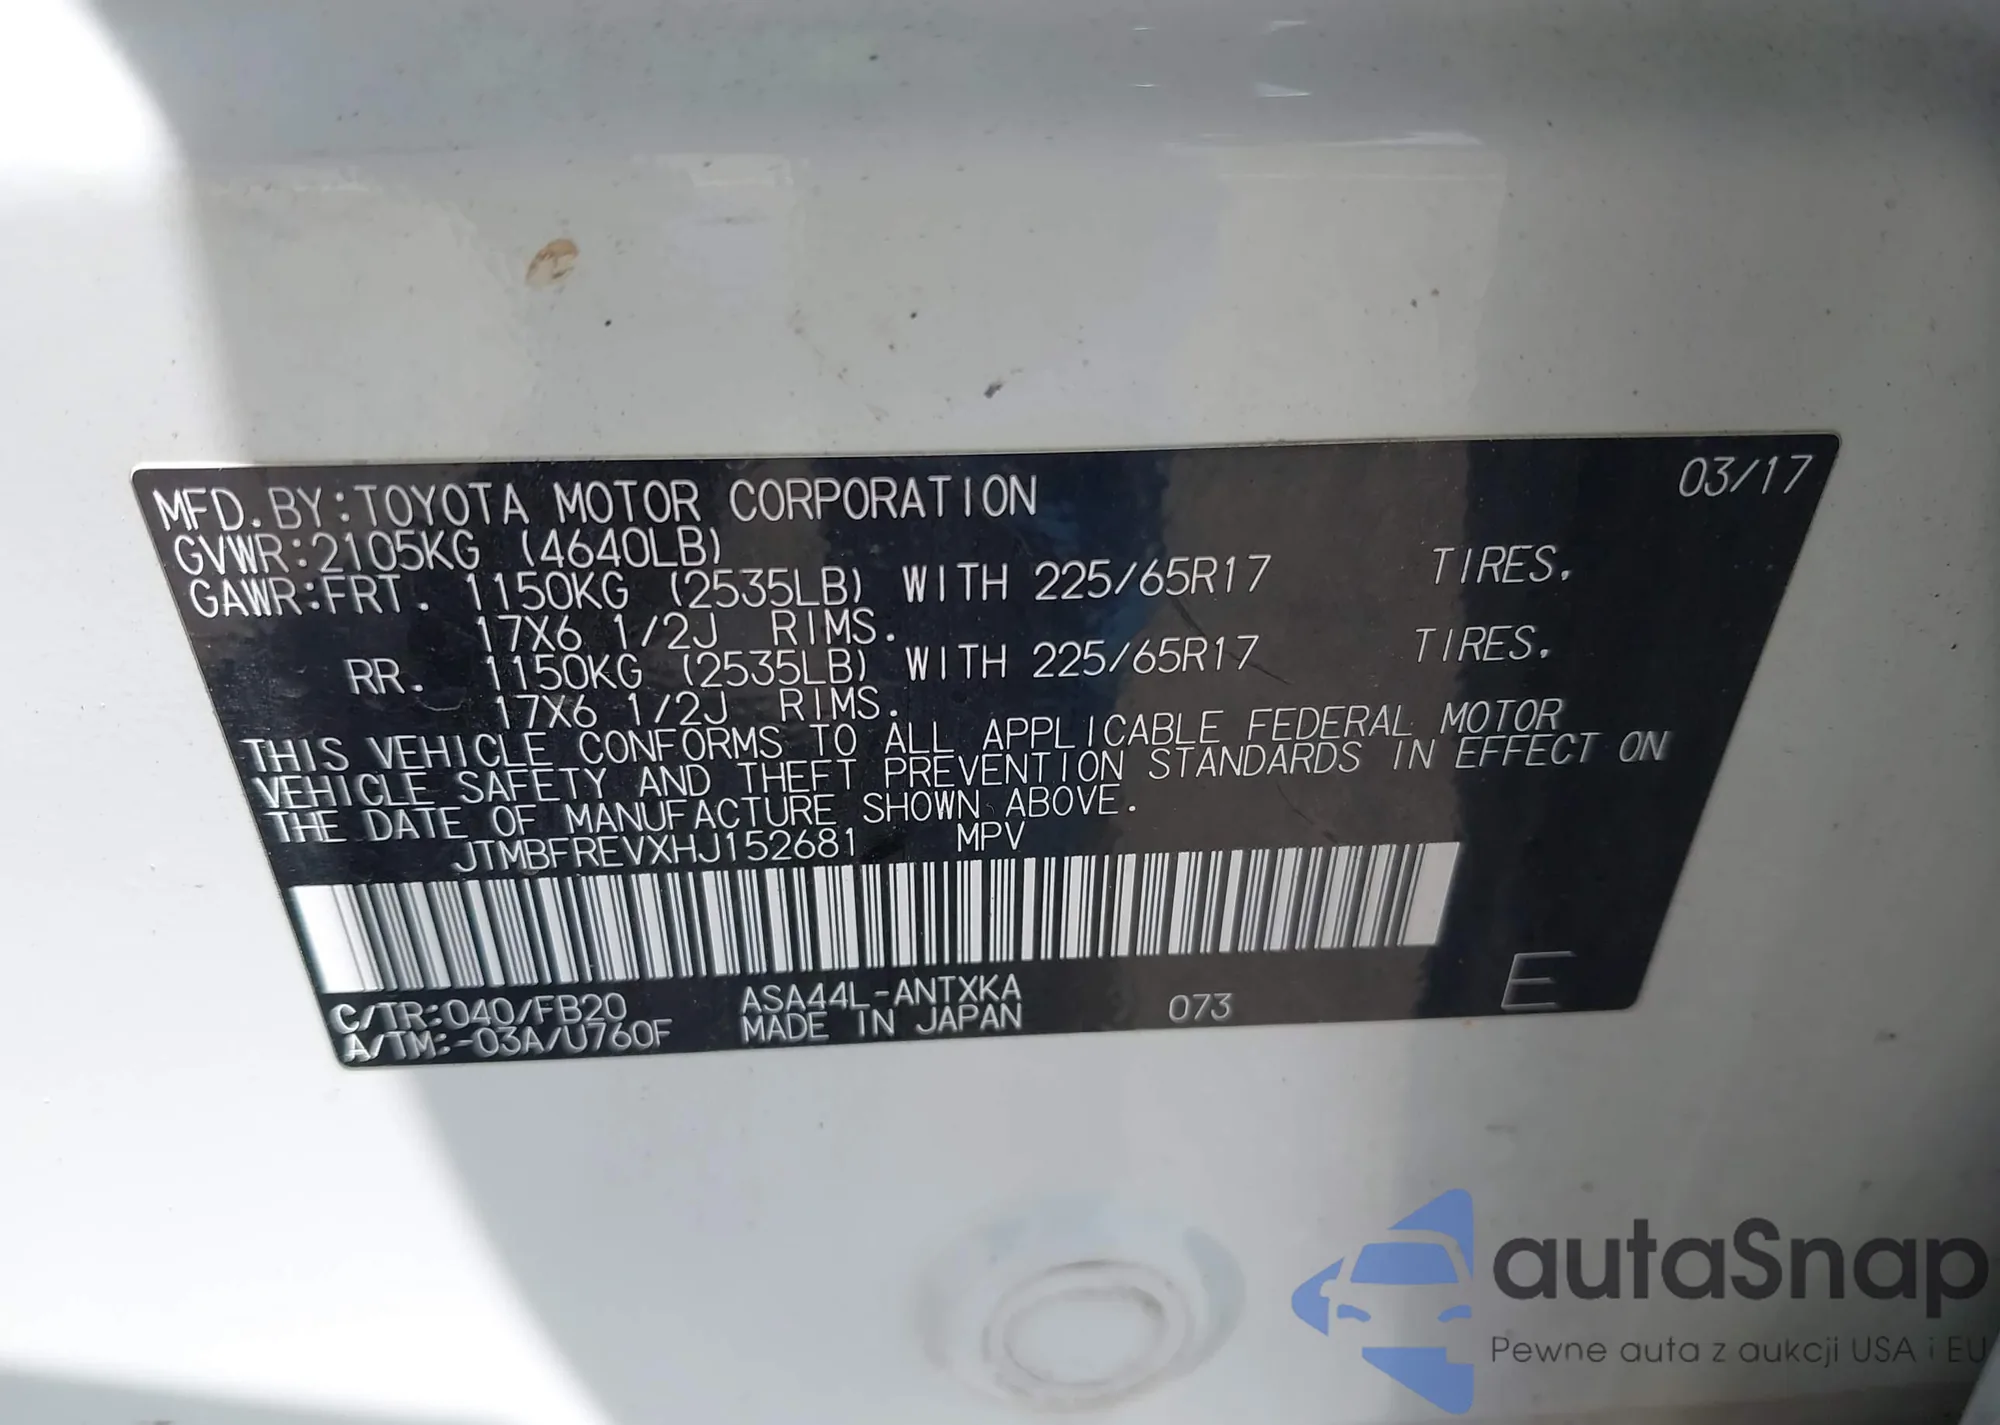 03/17
MFD. BY:TOYOTA MOTOR CORPORATION
GVWR:2105KG (4640LB)
GAWR:FRT. 1150KG (2535LB) WITH 225/65R17 TIRES.
17X6 1/2J RIMS.
RR. 1150KG (2535LB) WITH 225/65R17 TIRES.
17X6 1/2J RIMS.
THIS VEHICLE CONFORMS TO ALL APPLICABLE FEDERAL MOTOR
VEHICLE SAFETY AND THEFT PREVENTION STANDARDS IN EFFECT ON
THE DATE OF MANUFACTURE SHOWN ABOVE.
JTMBFREVXHJ152681 MPV
C/TR:040/FB20 ASA44L-ANTXKA 073 E
A/TM:-03A/U760F MADE IN JAPAN
autaSnap
Pewne auta z aukcji USA i EU